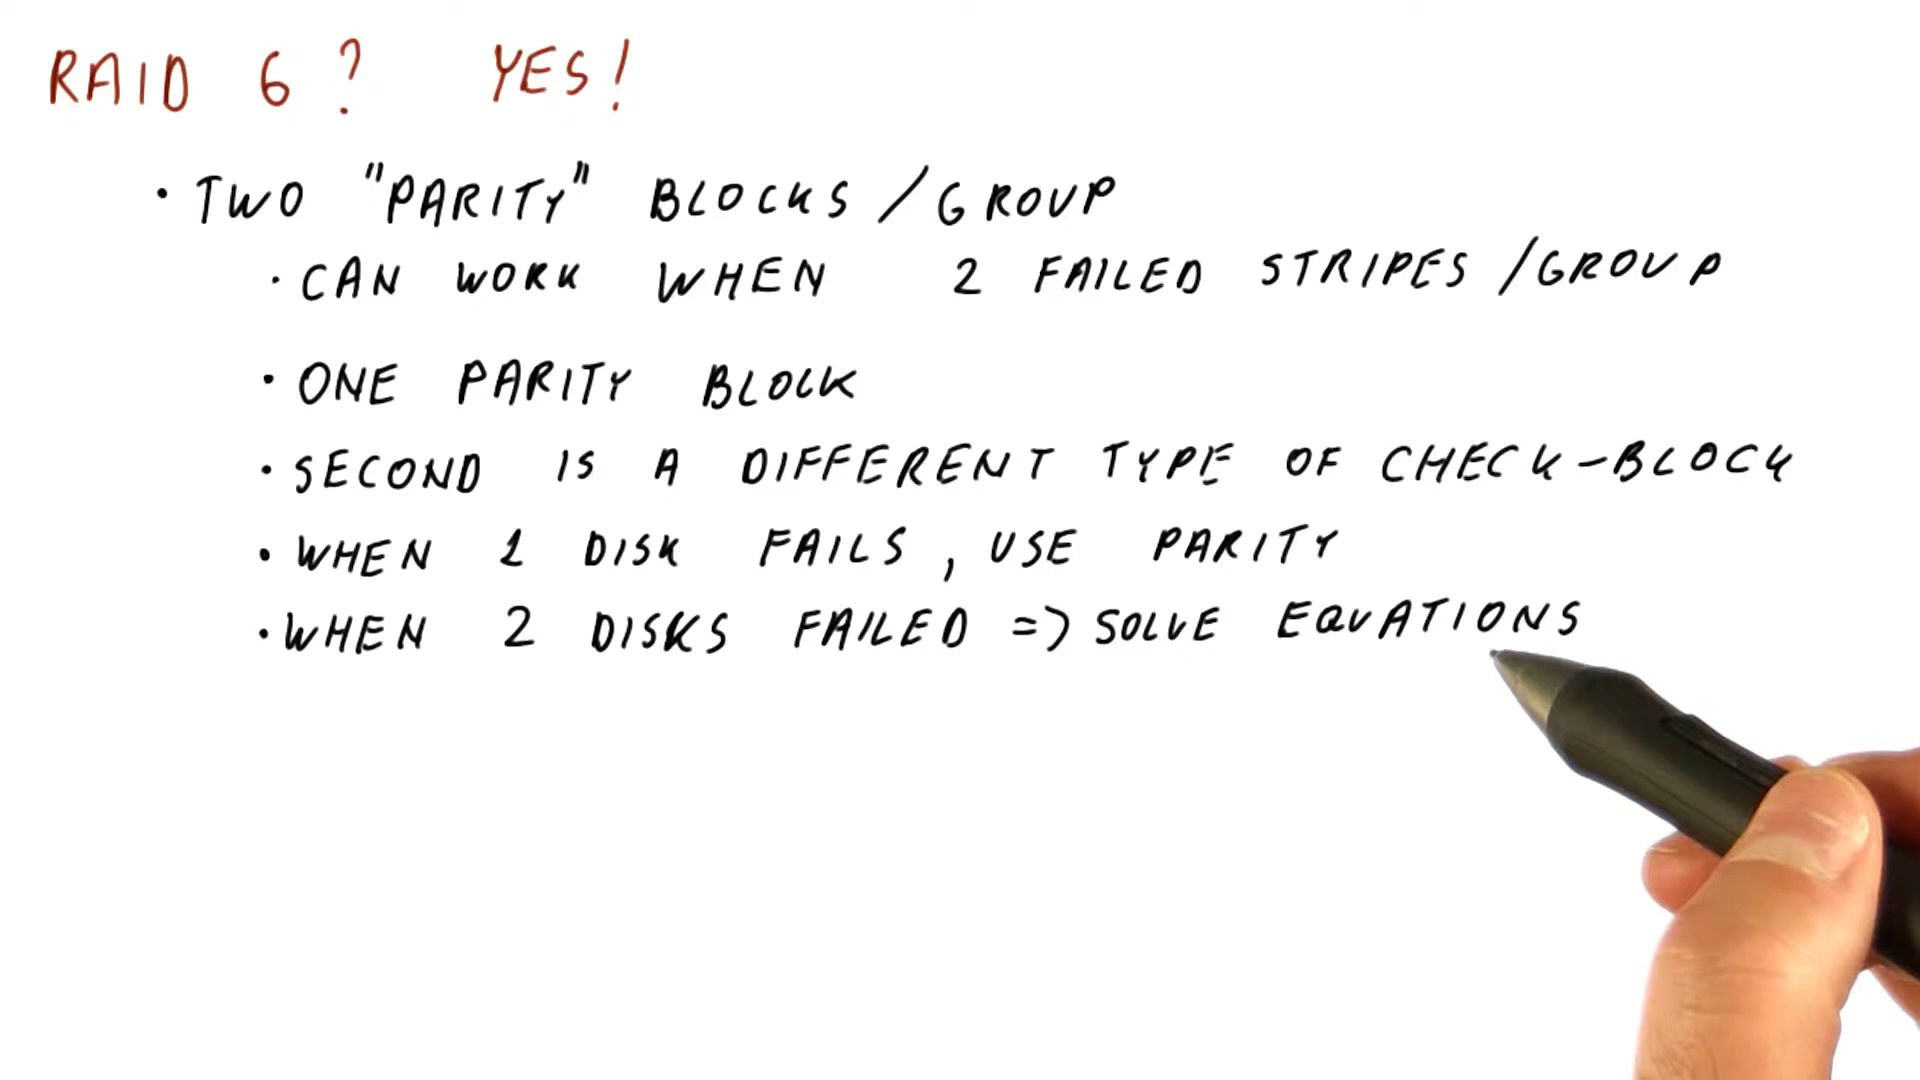 RAID 6? YES!
• TWO "PARITY" BLOCKS/GROUP
• CAN WORK WHEN 2 FAILED STRIPES/GROUP
• ONE PARITY BLOCK
• SECOND IS A DIFFERENT TYPE OF CHECK-BLOCK
• WHEN 1 DISK FAILS, USE PARITY
• WHEN 2 DISKS FAILED => SOLVE EQUATIONS